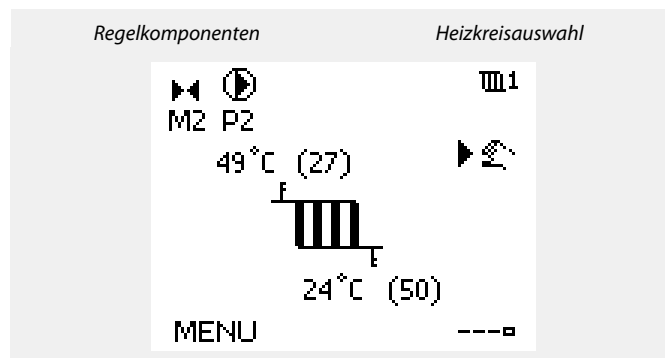 Regelkomponenten Heizkreisauswahl
1
M2 P2
49°C (27)
24°C (50)
MENU ---